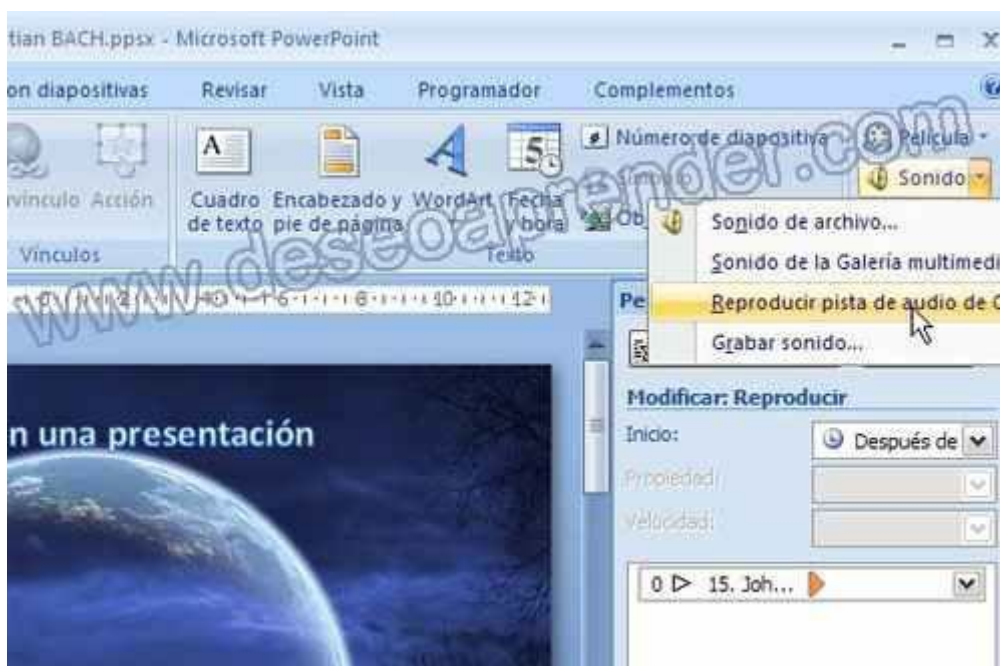 tian BACH.ppsx - Microsoft PowerPoint
on diapositivas Revisar Vista Programador Complementos
Número de diapositiva Película
Sonido
vínculo Acción
Cuadro de texto
Encabezado y pie de página
WordArt
Fecha y hora
Ob
Vínculos Texto
Sonido de archivo...
Sonido de la Galería multimedi
Reproducir pista de audio de C
Grabar sonido...
www.deseoaprender.com
Pe
Modificar: Reproducir
Inicio: Después de
Propiedad:
Velocidad:
0 15. Joh...
n una presentación